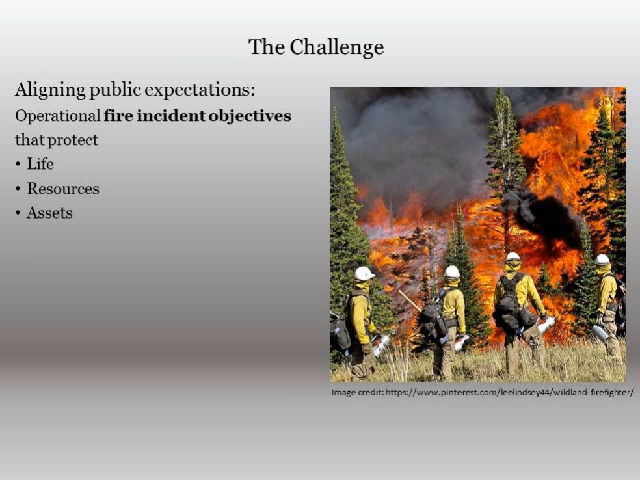 The Challenge
Aligning public expectations:
Operational fire incident objectives
that protect
• Life
• Resources
• Assets
Image credit: https://www.pinterest.com/leelindsey44/wildland-firefighter/